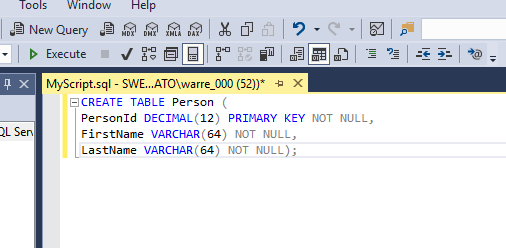 Tools Window Help
New Query MDX DMX XMLA DAX
Execute
MyScript.sql - SWE...ATO\warre_000 (52))*
CREATE TABLE Person (
QL Serv
PersonId DECIMAL(12) PRIMARY KEY NOT NULL,
FirstName VARCHAR(64) NOT NULL,
LastName VARCHAR(64) NOT NULL);